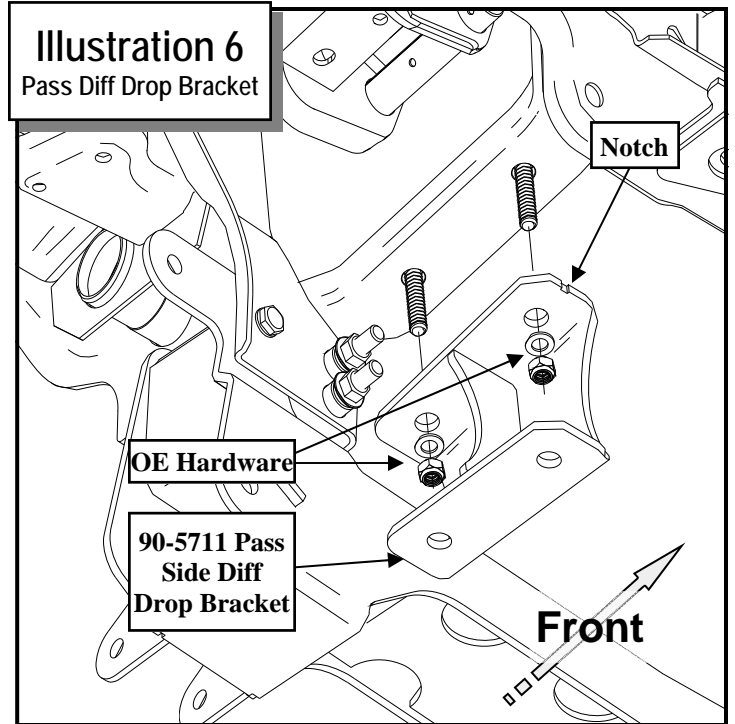 Illustration 6
Pass Diff Drop Bracket
Notch
OE Hardware
90-5711 Pass
Side Diff
Drop Bracket
Front